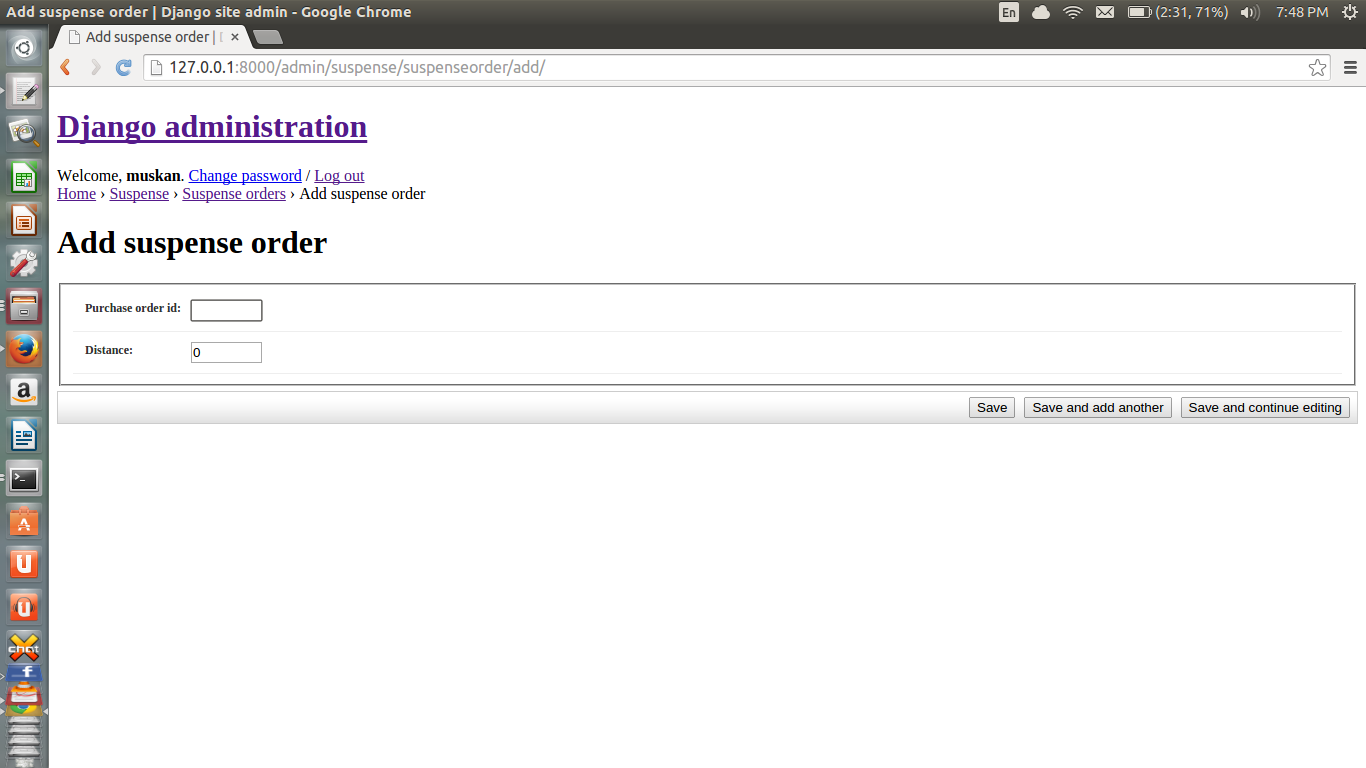 Add suspense order | Django site admin - Google Chrome
En
(2:31, 71%)
7:48 PM
Add suspense order |
127.0.0.1:8000/admin/suspense/suspenseorder/add/
Django administration
Welcome, muskan. Change password / Log out
Home › Suspense › Suspense orders › Add suspense order
Add suspense order
Purchase order id:
Distance:
0
Save
Save and add another
Save and continue editing